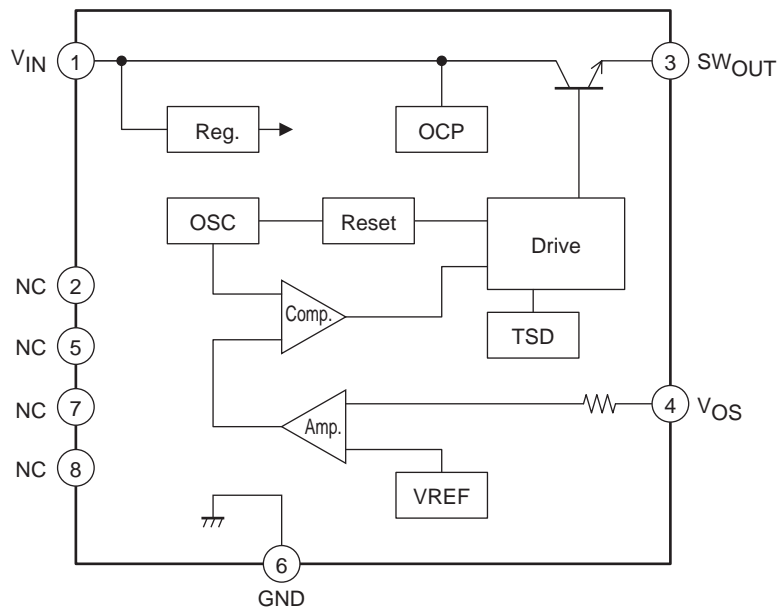 VIN
1
3
SWOUT
Reg.
OCP
OSC
Reset
Drive
NC
2
Comp.
TSD
NC
5
NC
7
Amp.
4
VOS
NC
8
VREF
6
GND